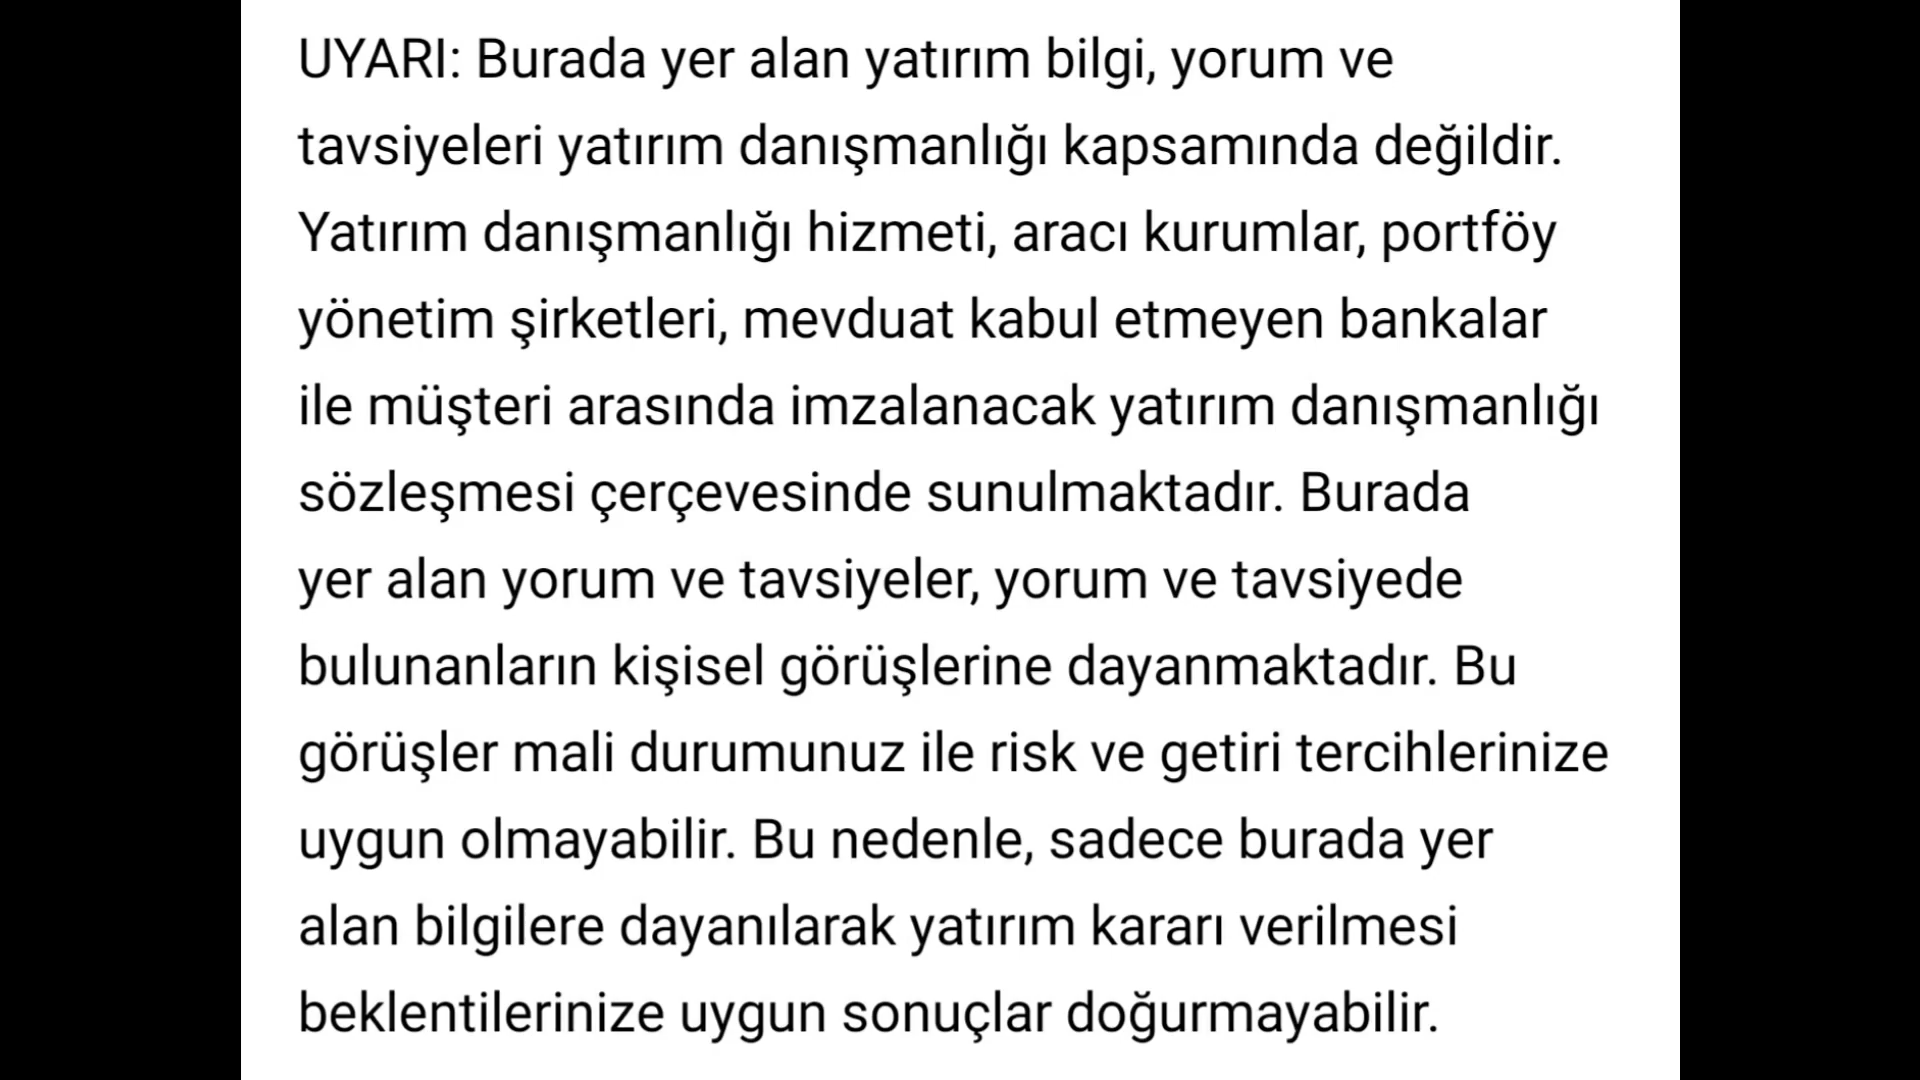 UYARI: Burada yer alan yatırım bilgi, yorum ve
tavsiyeleri yatırım danışmanlığı kapsamında değildir.
Yatırım danışmanlığı hizmeti, aracı kurumlar, portföy
yönetim şirketleri, mevduat kabul etmeyen bankalar
ile müşteri arasında imzalanacak yatırım danışmanlığı
sözleşmesi çerçevesinde sunulmaktadır. Burada
yer alan yorum ve tavsiyeler, yorum ve tavsiyede
bulunanların kişisel görüşlerine dayanmaktadır. Bu
görüşler mali durumunuz ile risk ve getiri tercihlerinize
uygun olmayabilir. Bu nedenle, sadece burada yer
alan bilgilere dayanılarak yatırım kararı verilmesi
beklentilerinize uygun sonuçlar doğurmayabilir.